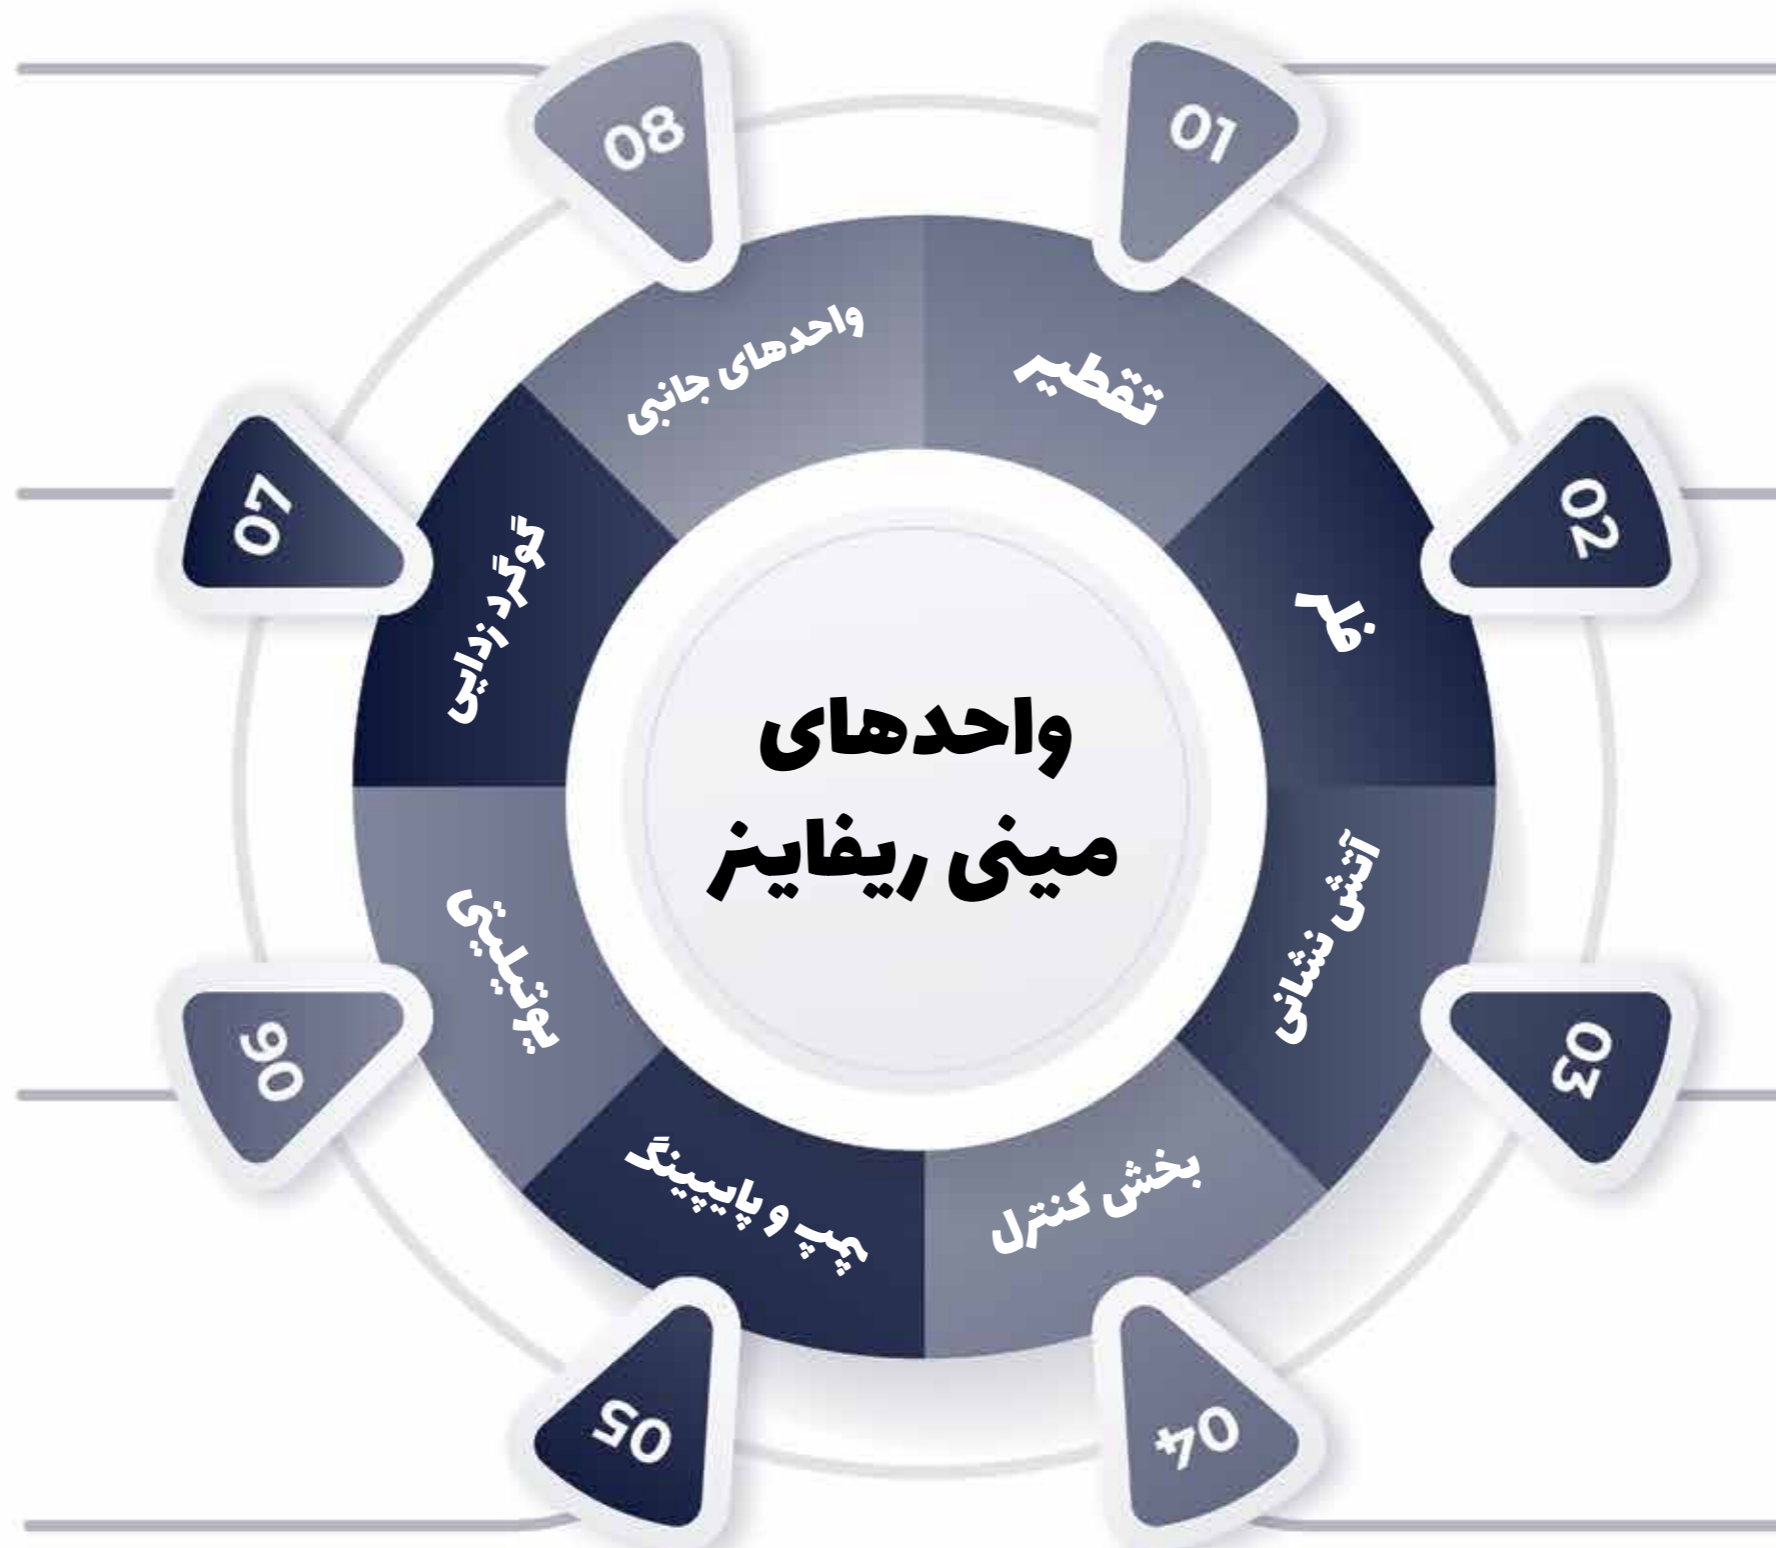 واحدهای
مینی ریفاینر
01
تقطیر
02
فلر
03
آتش نشانی
04
بخش کنترل
05
پمپ و پایپینگ
06
یوتیلیتی
07
گوگرد زدایی
08
واحدهای جانبی